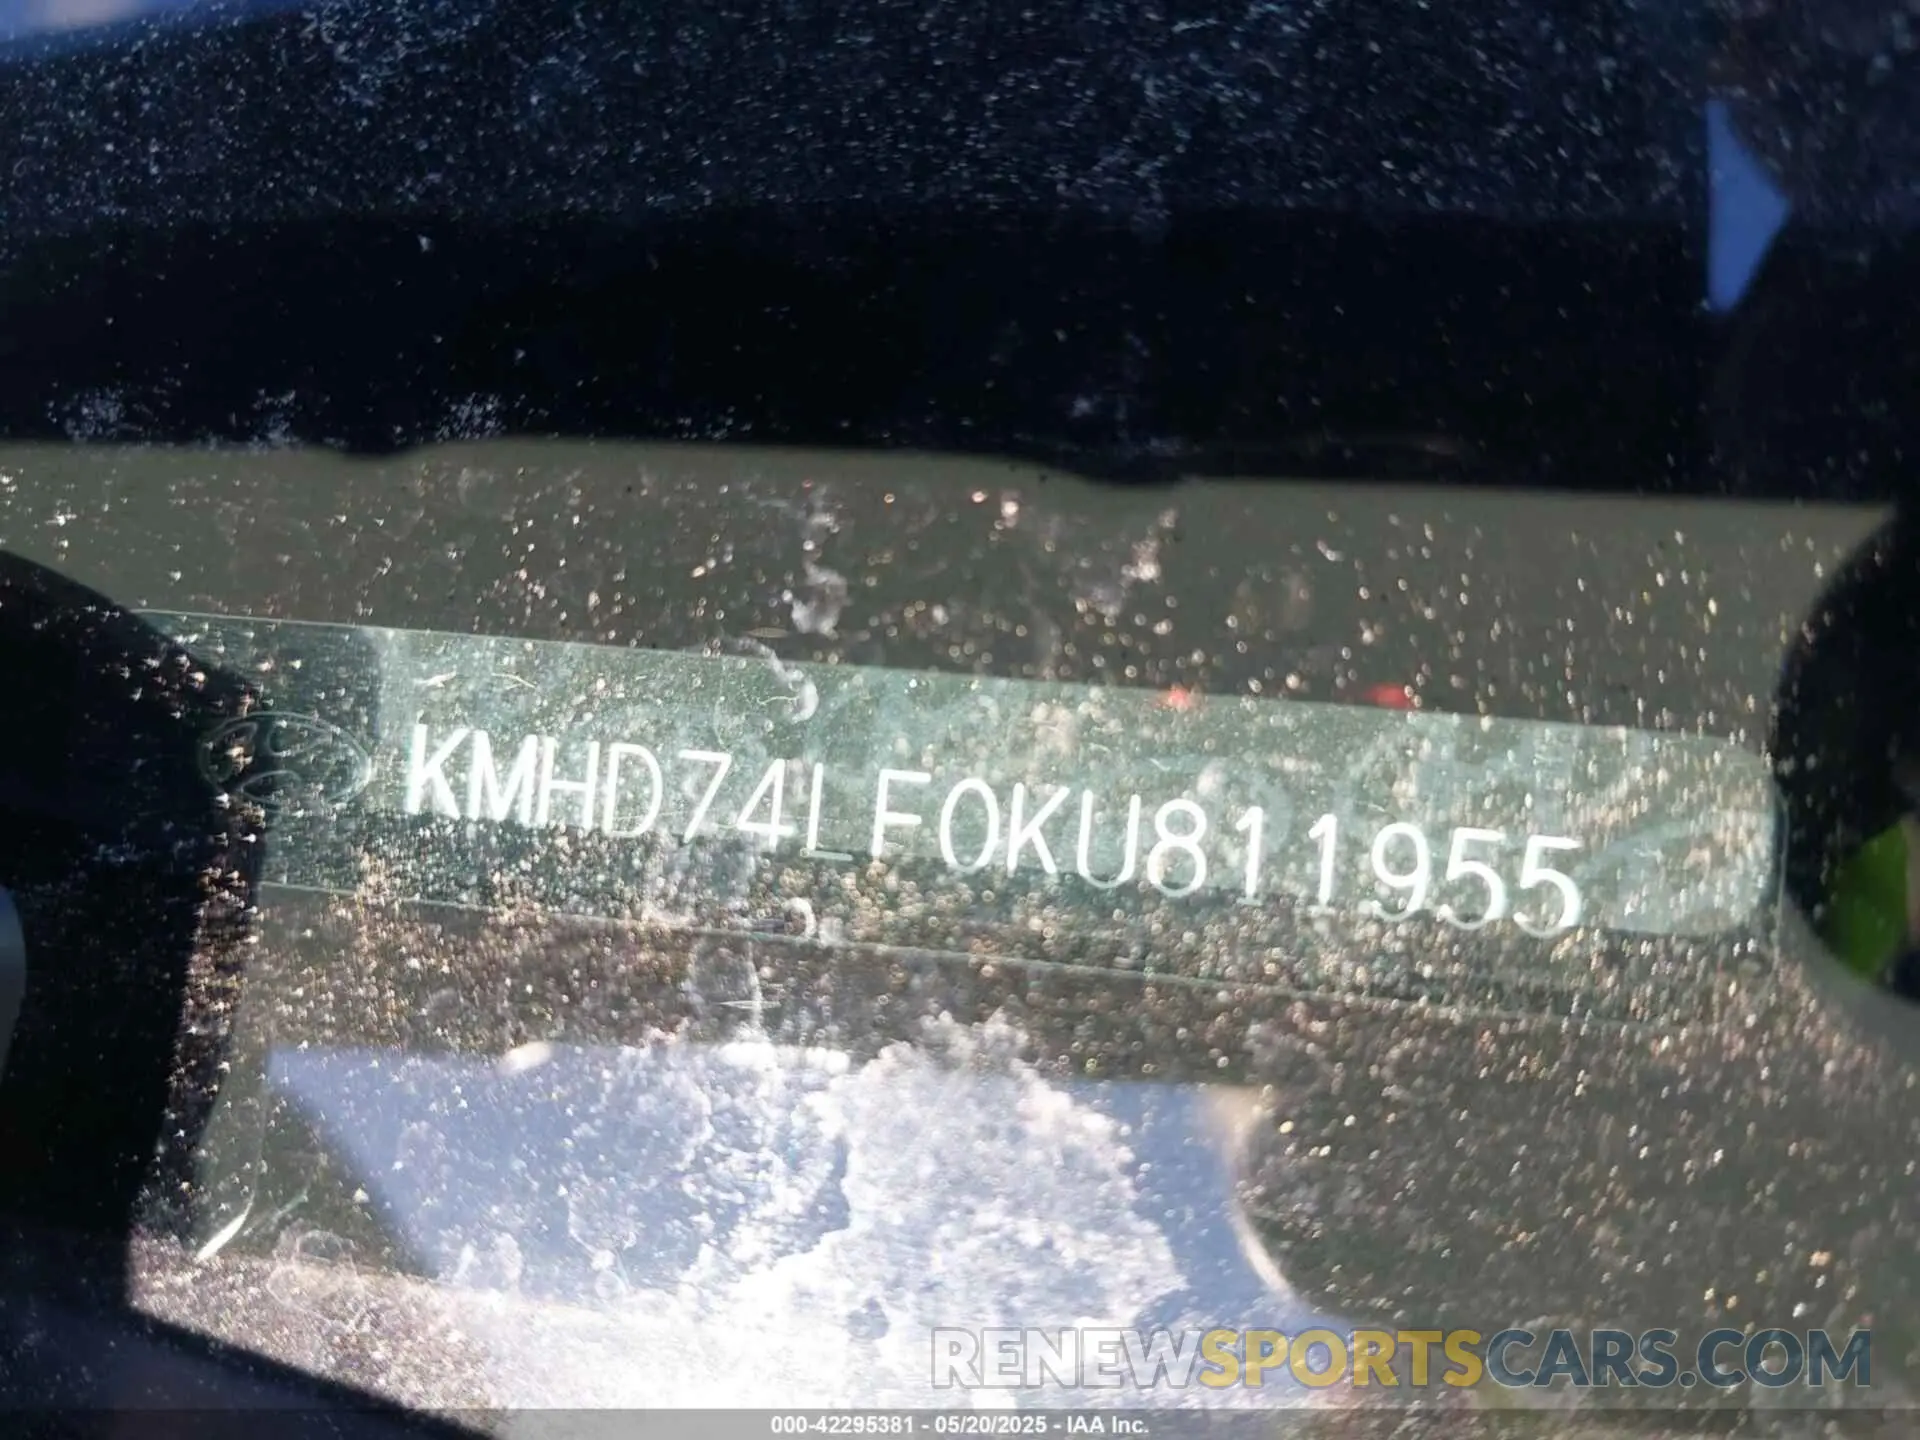 KMHD74LF0KU811955
RENEWSPORTSCARS.COM
000-42295381 - 05/20/2025 - IAA Inc.